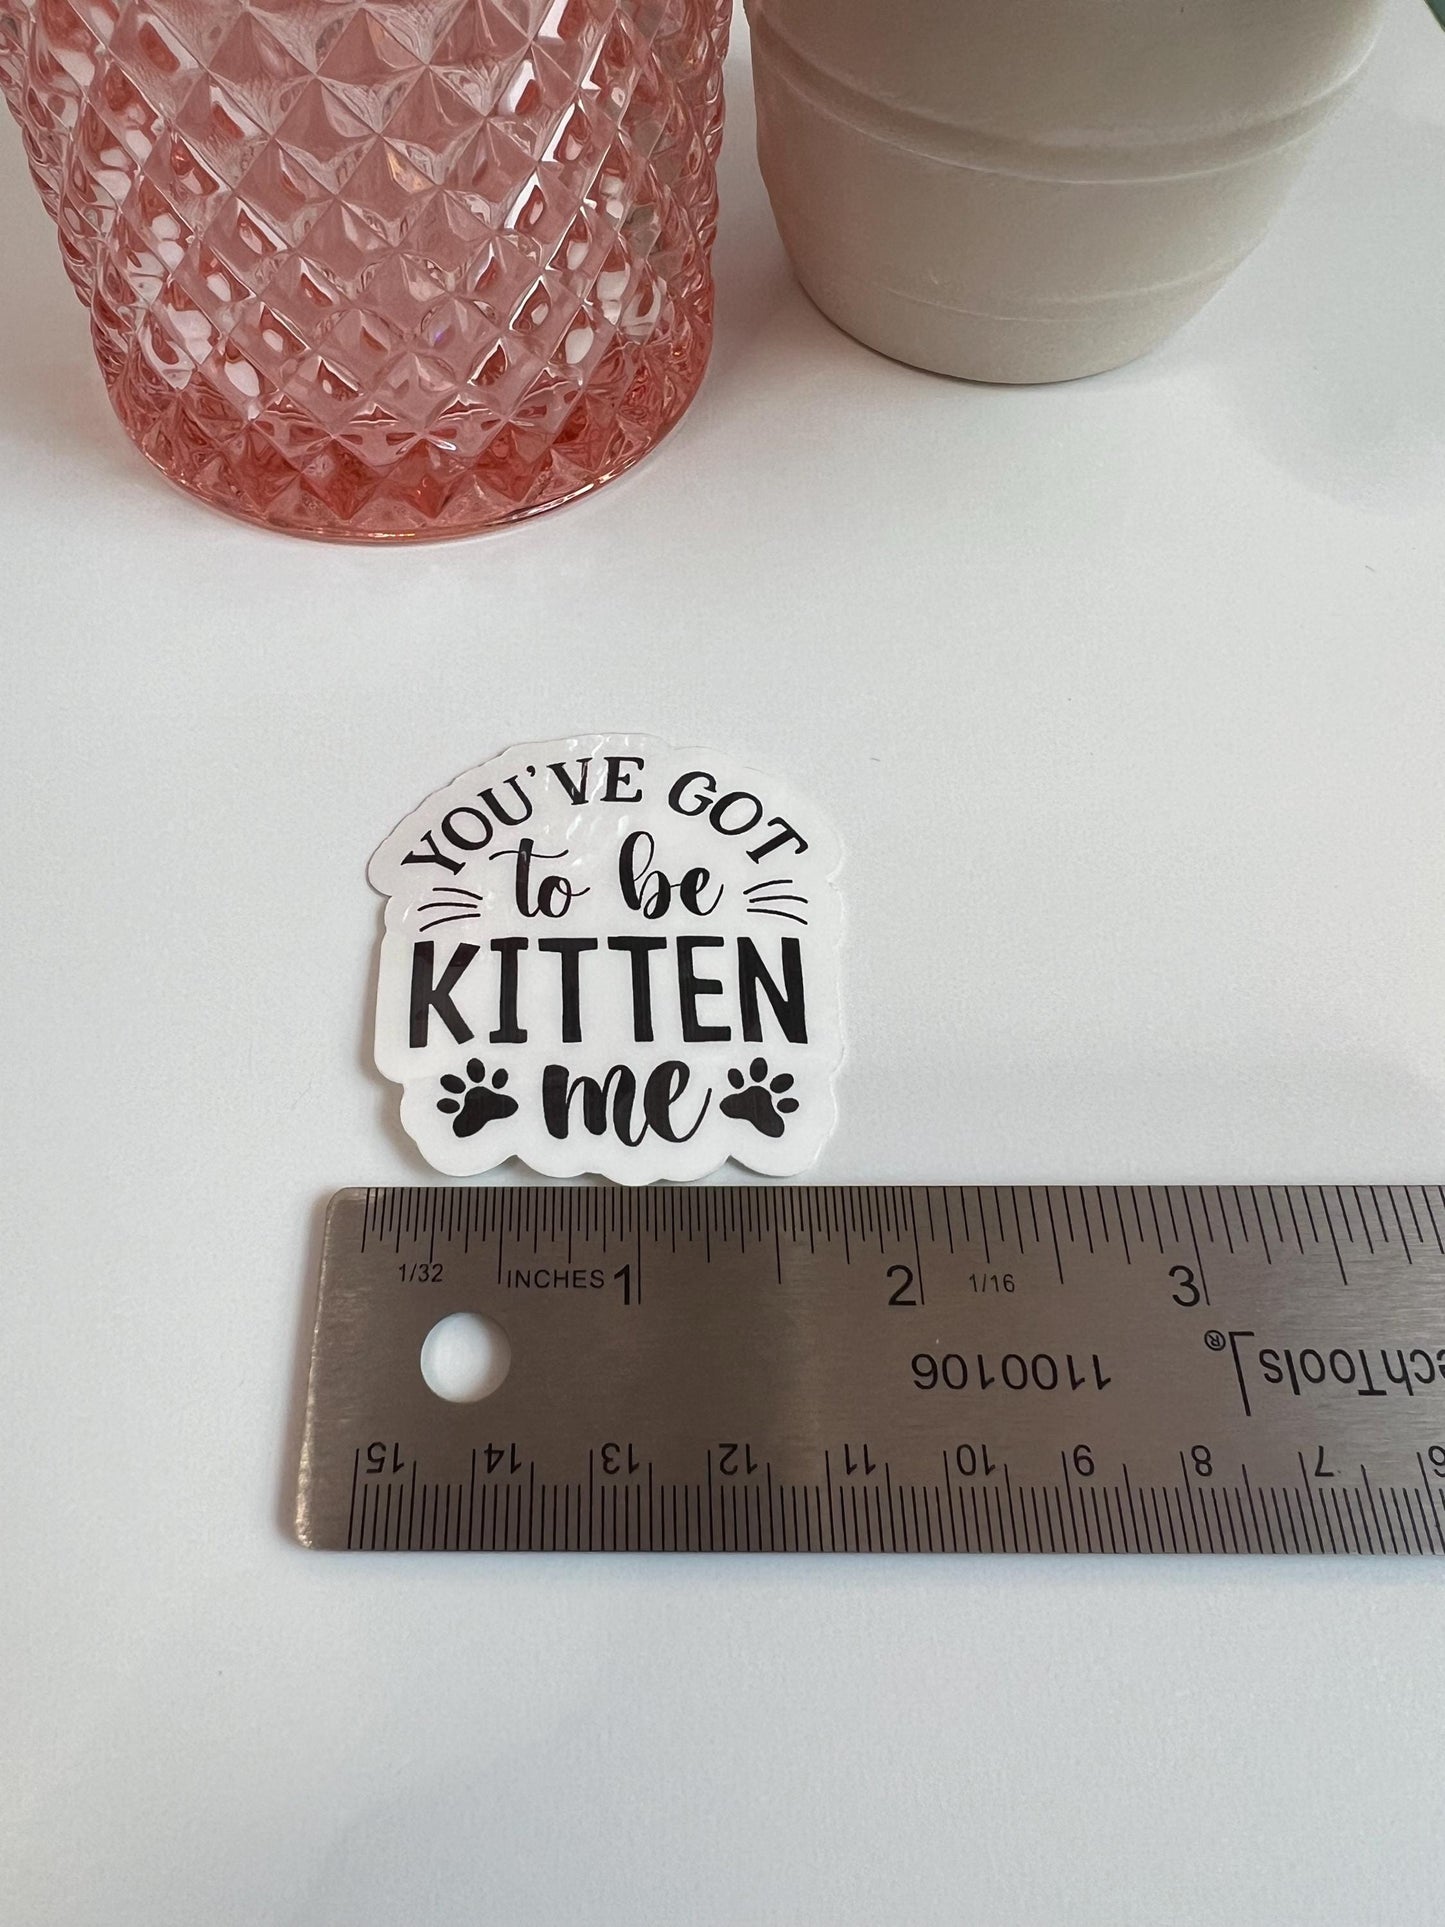 YOU'VE GOT
to be
KITTEN
me
1/32 INCHES 1 2 1/16 3
1100106 echTools®
15 14 13 12 11 10 9 8 7 6